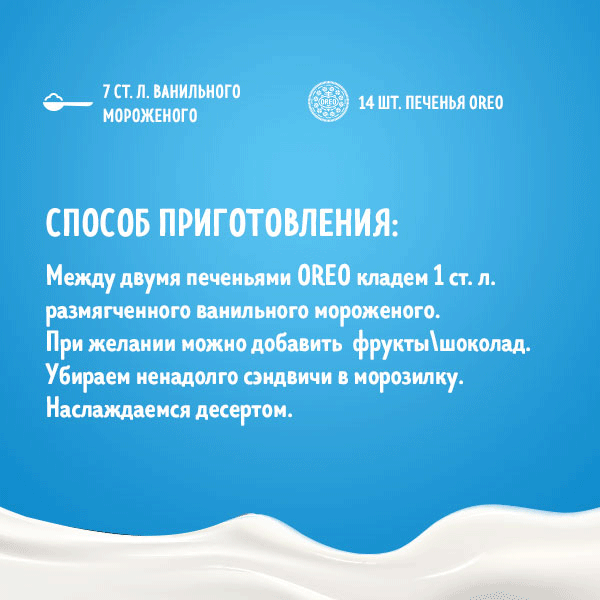 7 СТ. Л. ВАНИЛЬНОГО
МОРОЖЕНОГО
OREO
14 ШТ. ПЕЧЕНЬЯ OREO
СПОСОБ ПРИГОТОВЛЕНИЯ:
Между двумя печеньями OREO кладем 1 ст. л.
размягченного ванильного мороженого.
При желании можно добавить фрукты\шоколад.
Убираем ненадолго сэндвичи в морозилку.
Наслаждаемся десертом.